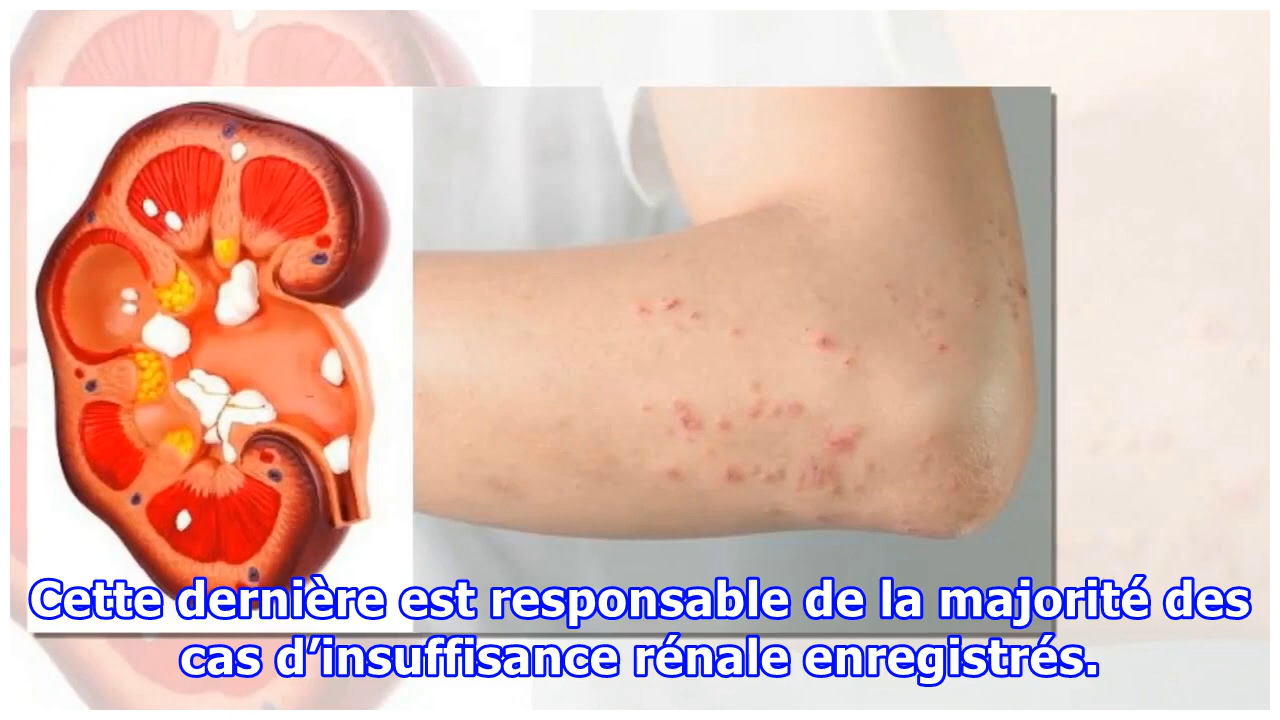 Cette dernière est responsable de la majorité des
cas d’insuffisance rénale enregistrés.